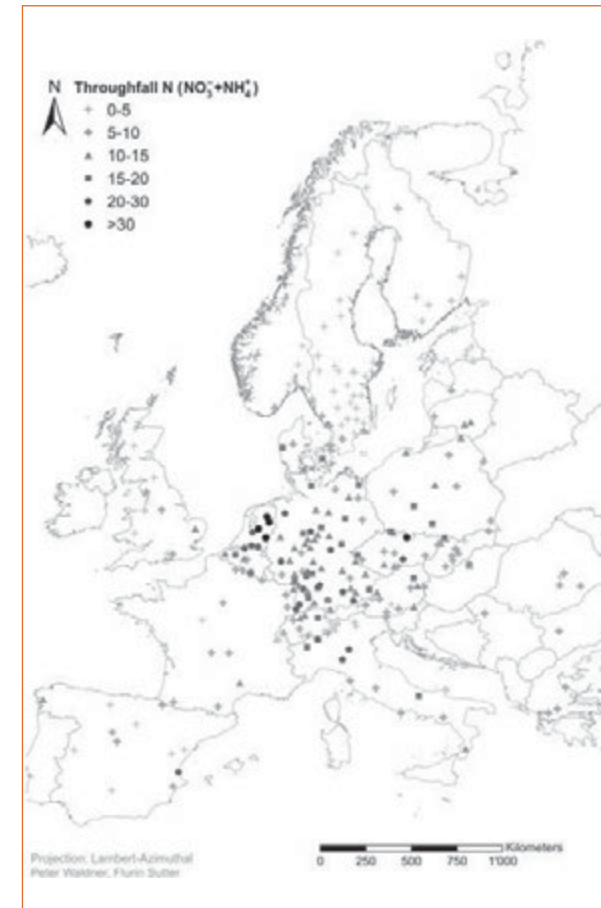 N Throughfall N (NO₃⁻+NH₄⁺)
0-5
5-10
10-15
15-20
20-30
>30
Kilometers
0 250 500 750 1'000
Projection: Lambert-Azimuthal
Peter Waldner, Flurin Sutter